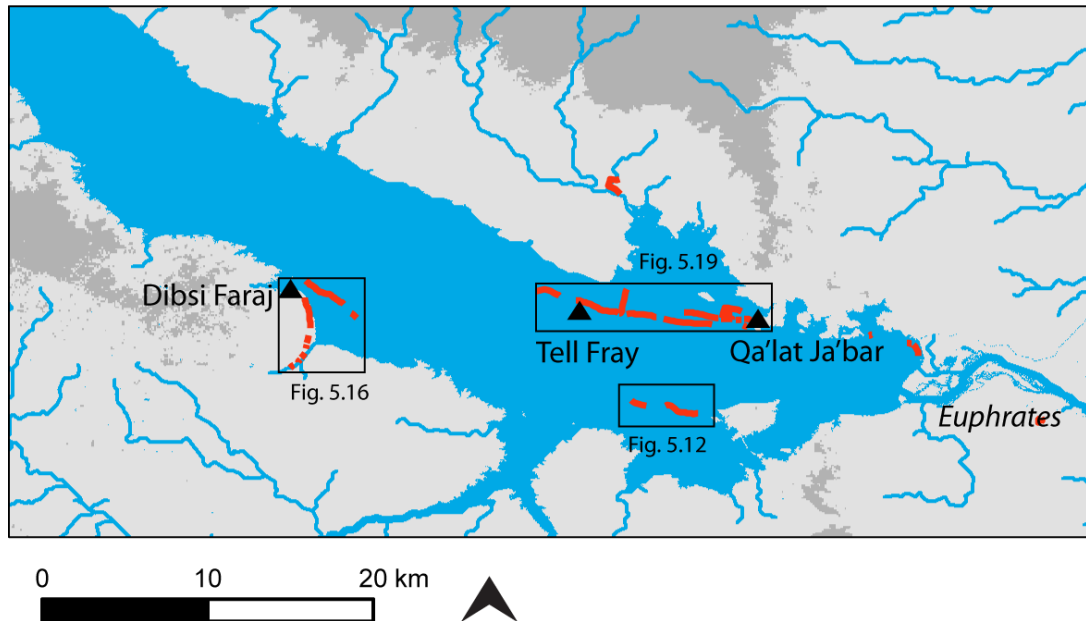 Fig. 5.19
Dibsi Faraj
Tell Fray
Qa'lat Ja'bar
Fig. 5.16
Fig. 5.12
Euphrates
0 10 20 km